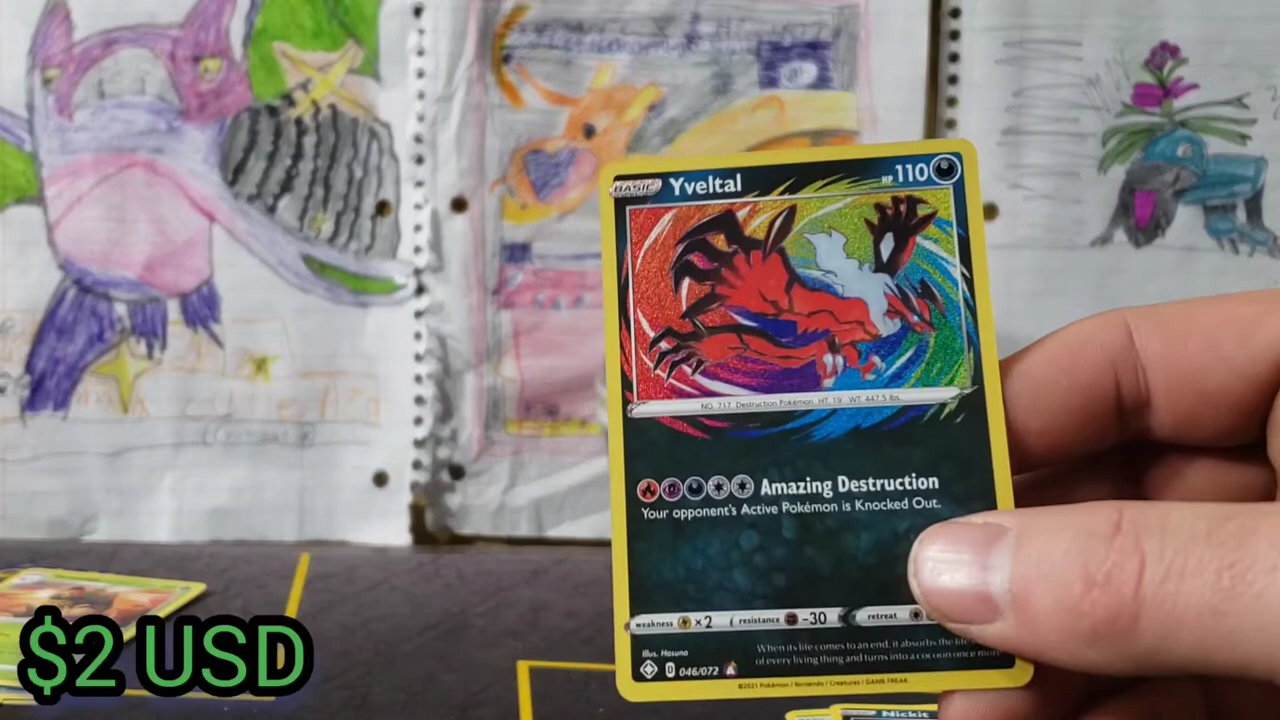 BASIC Yveltal HP 110
NO. 717 Destruction Pokémon HT. 19' WT. 447.5 lbs.
Amazing Destruction
Your opponent's Active Pokémon is Knocked Out.
weakness ×2 resistance -30 retreat
When its life comes to an end, it absorbs the life
of every living thing and turns into a cocoon once more.
Illus. Hasuno
D 046/072 A
©2021 Pokémon / Nintendo / Creatures / GAME FREAK
Nickit
$2 USD